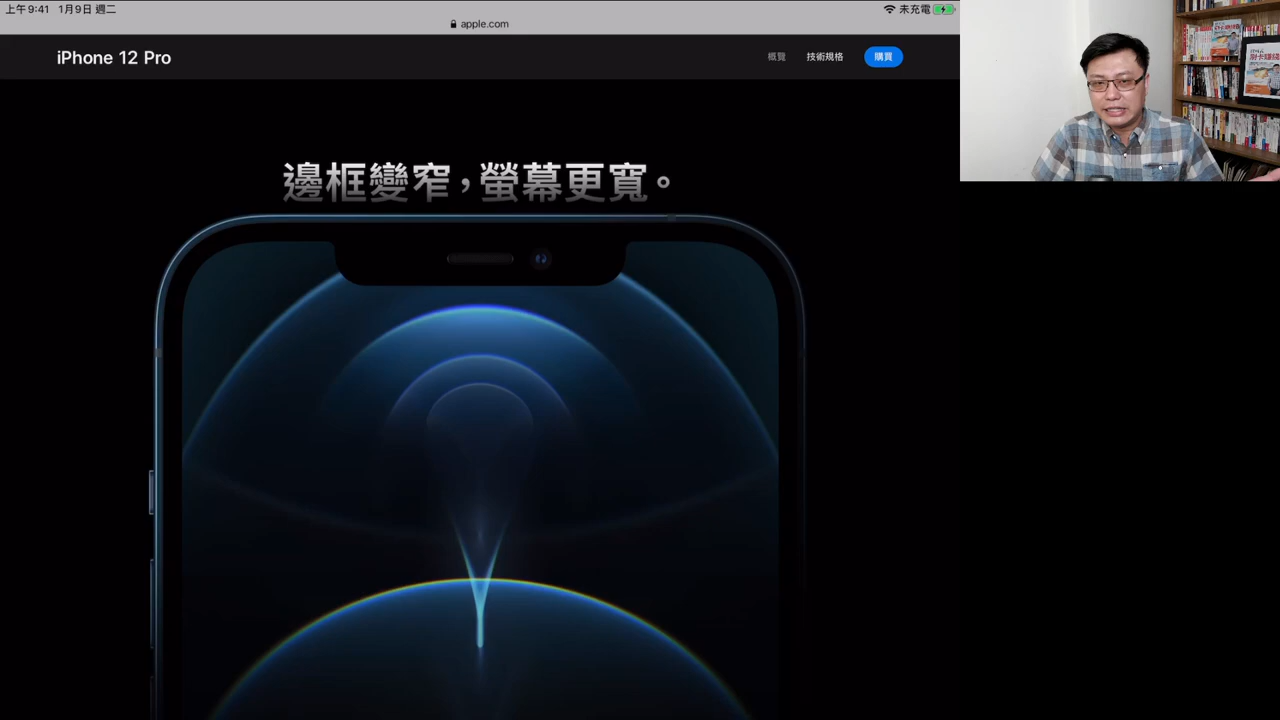 上午9:41 1月9日 週二
未充電
apple.com
iPhone 12 Pro
概覽
技術規格
購買
邊框變窄，螢幕更寬。